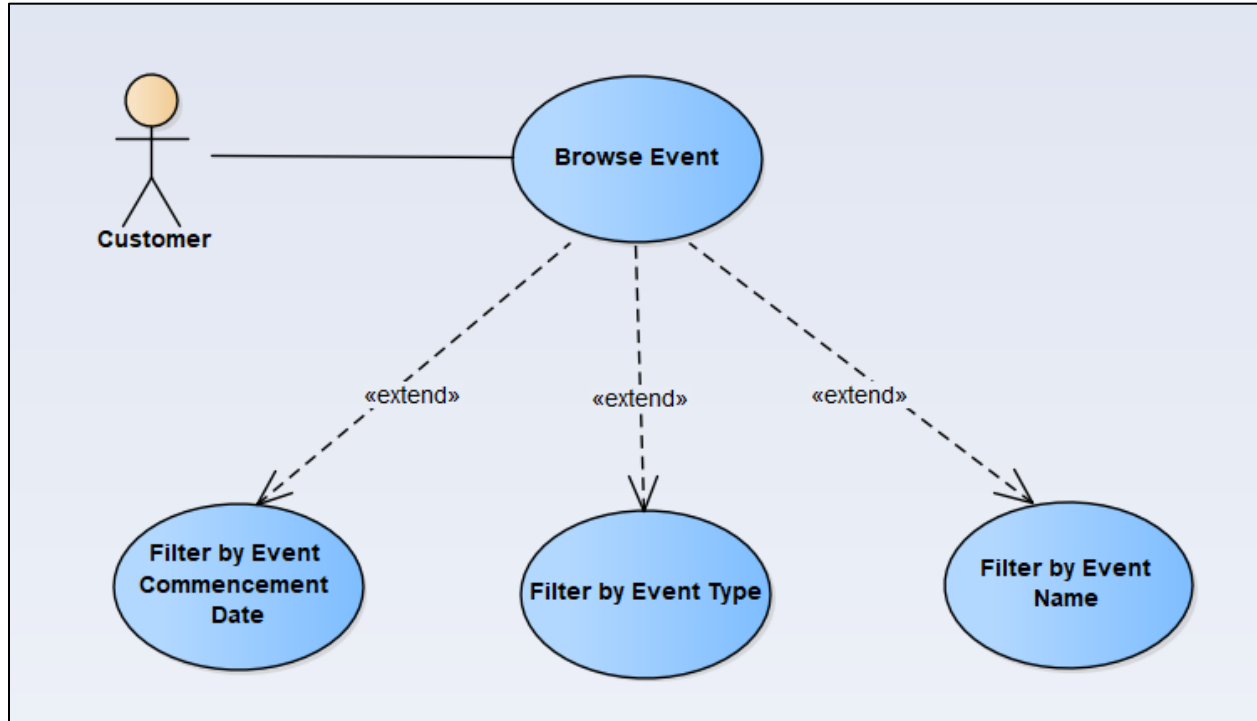 Browse Event
Customer
«extend»
«extend»
«extend»
Filter by Event
Commencement
Date
Filter by Event Type
Filter by Event
Name